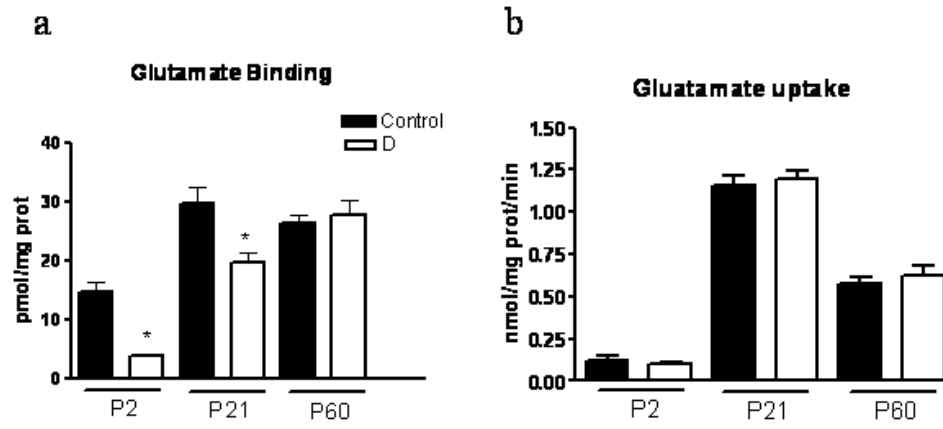 a
Glutamate Binding
Control
D
pmol/mg prot
40
30
20
10
0
*
*
P2
P21
P60
b
Gluatamate uptake
nmol/mg prot/min
1.50
1.25
1.00
0.75
0.50
0.25
0.00
P2
P21
P60